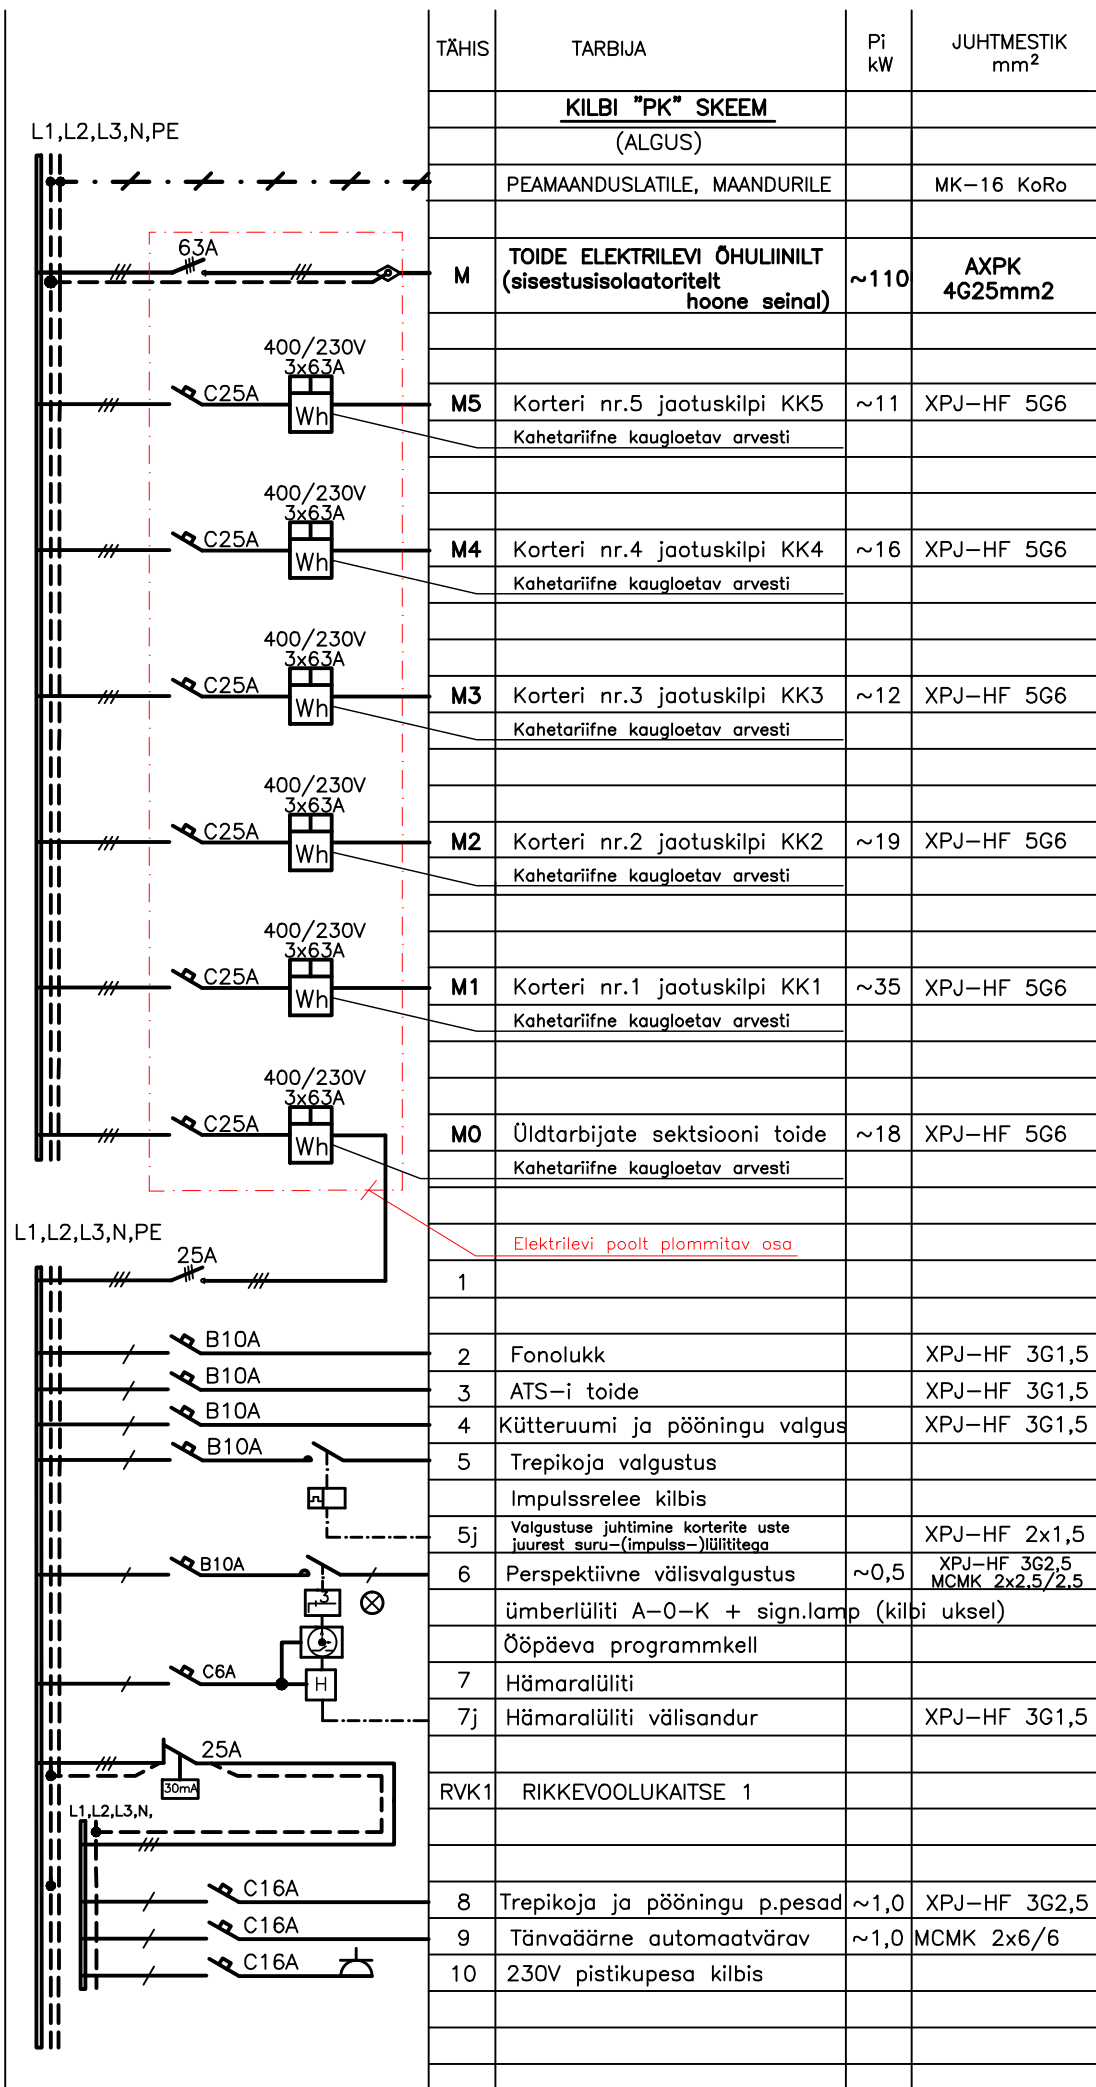 TÄHIS TARBIJA Pi kW JUHTMESTIK mm²
KILBI "PK" SKEEM
L1,L2,L3,N,PE (ALGUS)
PEAMAANDUSLATILE, MAANDURILE MK-16 KoRo
63A M TOIDE ELEKTRILEVI ÕHULIINILT ~110 AXPK
(sisestusisolaatoritelt 4G25mm2
hoone seinal)
400/230V
3x63A
C25A Wh M5 Korteri nr.5 jaotuskilpi KK5 ~11 XPJ-HF 5G6
Kahetariifne kaugloetav arvesti
400/230V
3x63A
C25A Wh M4 Korteri nr.4 jaotuskilpi KK4 ~16 XPJ-HF 5G6
Kahetariifne kaugloetav arvesti
400/230V
3x63A
C25A Wh M3 Korteri nr.3 jaotuskilpi KK3 ~12 XPJ-HF 5G6
Kahetariifne kaugloetav arvesti
400/230V
3x63A
C25A Wh M2 Korteri nr.2 jaotuskilpi KK2 ~19 XPJ-HF 5G6
Kahetariifne kaugloetav arvesti
400/230V
3x63A
C25A Wh M1 Korteri nr.1 jaotuskilpi KK1 ~35 XPJ-HF 5G6
Kahetariifne kaugloetav arvesti
400/230V
3x63A
C25A Wh M0 Üldtarbijate sektsiooni toide ~18 XPJ-HF 5G6
Kahetariifne kaugloetav arvesti
L1,L2,L3,N,PE
Elektrilevi poolt plommitav osa
25A 1
B10A 2 Fonolukk XPJ-HF 3G1,5
B10A 3 ATS-i toide XPJ-HF 3G1,5
B10A 4 Kütteruumi ja pööningu valgus XPJ-HF 3G1,5
B10A 5 Trepikoja valgustus
Impulssrelee kilbis
5j Valgustuse juhtimine korterite uste XPJ-HF 2x1,5
juurest suru-(impulss-)lülititega
B10A 6 Perspektiivne välisvalgustus ~0,5 XPJ-HF 3G2,5
MCMK 2x2.5/2.5
3 ümberlüliti A-0-K + sign.lamp (kilbi uksel)
Ööpäeva programmkell
C6A H 7 Hämaralüliti
7j Hämaralüliti välisandur XPJ-HF 3G1,5
25A
30mA RVK1 RIKKEVOOLUKAITSE 1
L1,L2,L3,N,
C16A 8 Trepikoja ja pööningu p.pesad ~1,0 XPJ-HF 3G2,5
C16A 9 Tänvaäärne automaatvärav ~1,0 MCMK 2x6/6
C16A 10 230V pistikupesa kilbis